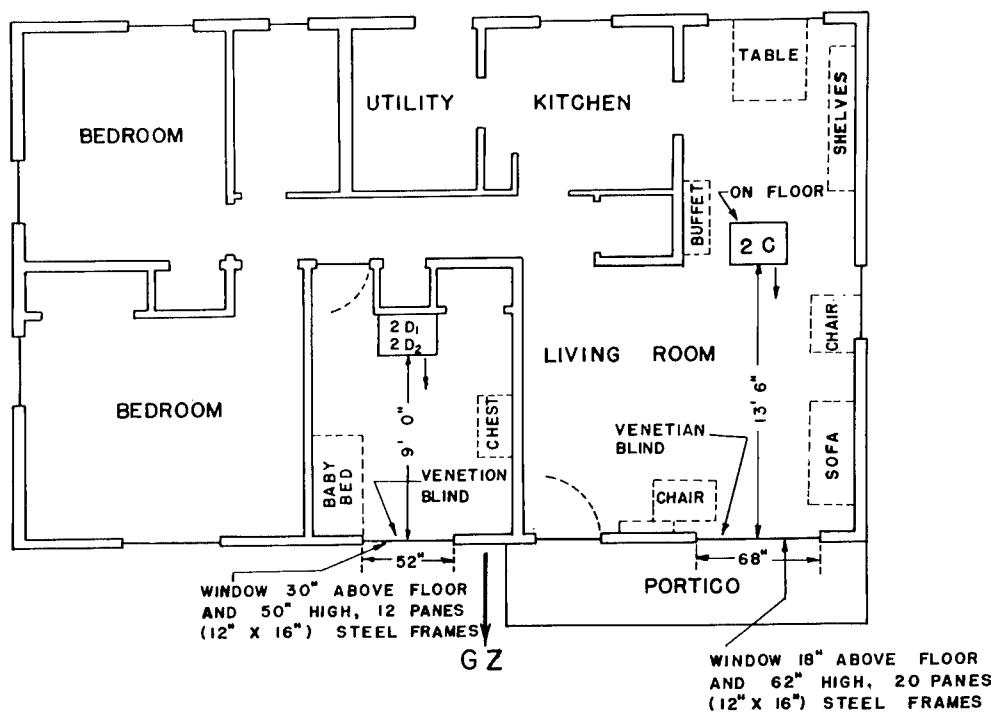 TABLE
SHELVES
UTILITY
KITCHEN
BEDROOM
ON FLOOR
BUFFET
2 C
2 D₁
2 D₂
CHAIR
LIVING ROOM
BEDROOM
9' 0"
CHEST
13' 6"
VENETIAN
BLIND
SOFA
BABY
BED
VENETION
BLIND
CHAIR
52"
68"
PORTICO
WINDOW 30" ABOVE FLOOR
AND 50" HIGH, 12 PANES
(12" X 16") STEEL FRAMES
GZ
WINDOW 18" ABOVE FLOOR
AND 62" HIGH, 20 PANES
(12" X 16") STEEL FRAMES